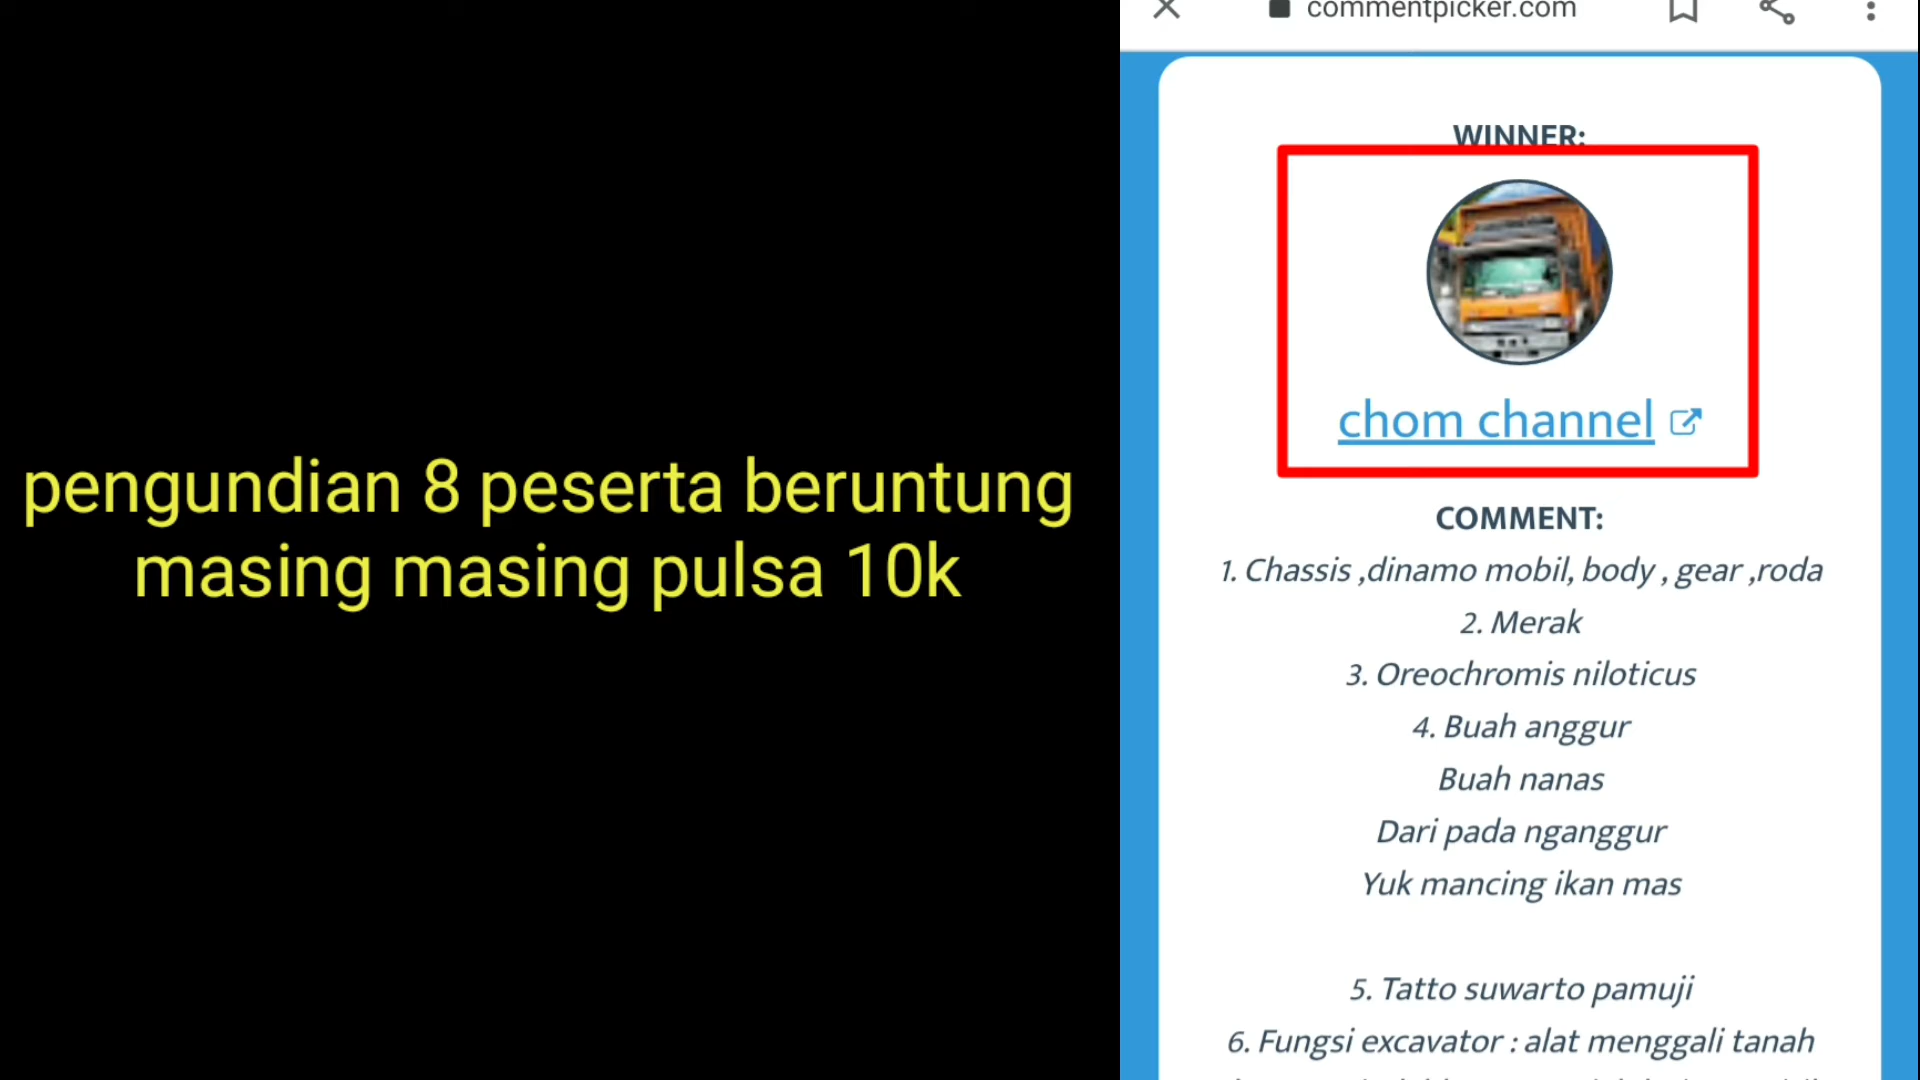 pengundian 8 peserta beruntung
masing masing pulsa 10k
commentpicker.com
WINNER:
chom channel
COMMENT:
1. Chassis ,dinamo mobil, body , gear ,roda
2. Merak
3. Oreochromis niloticus
4. Buah anggur
Buah nanas
Dari pada nganggur
Yuk mancing ikan mas
5. Tatto suwarto pamuji
6. Fungsi excavator : alat menggali tanah